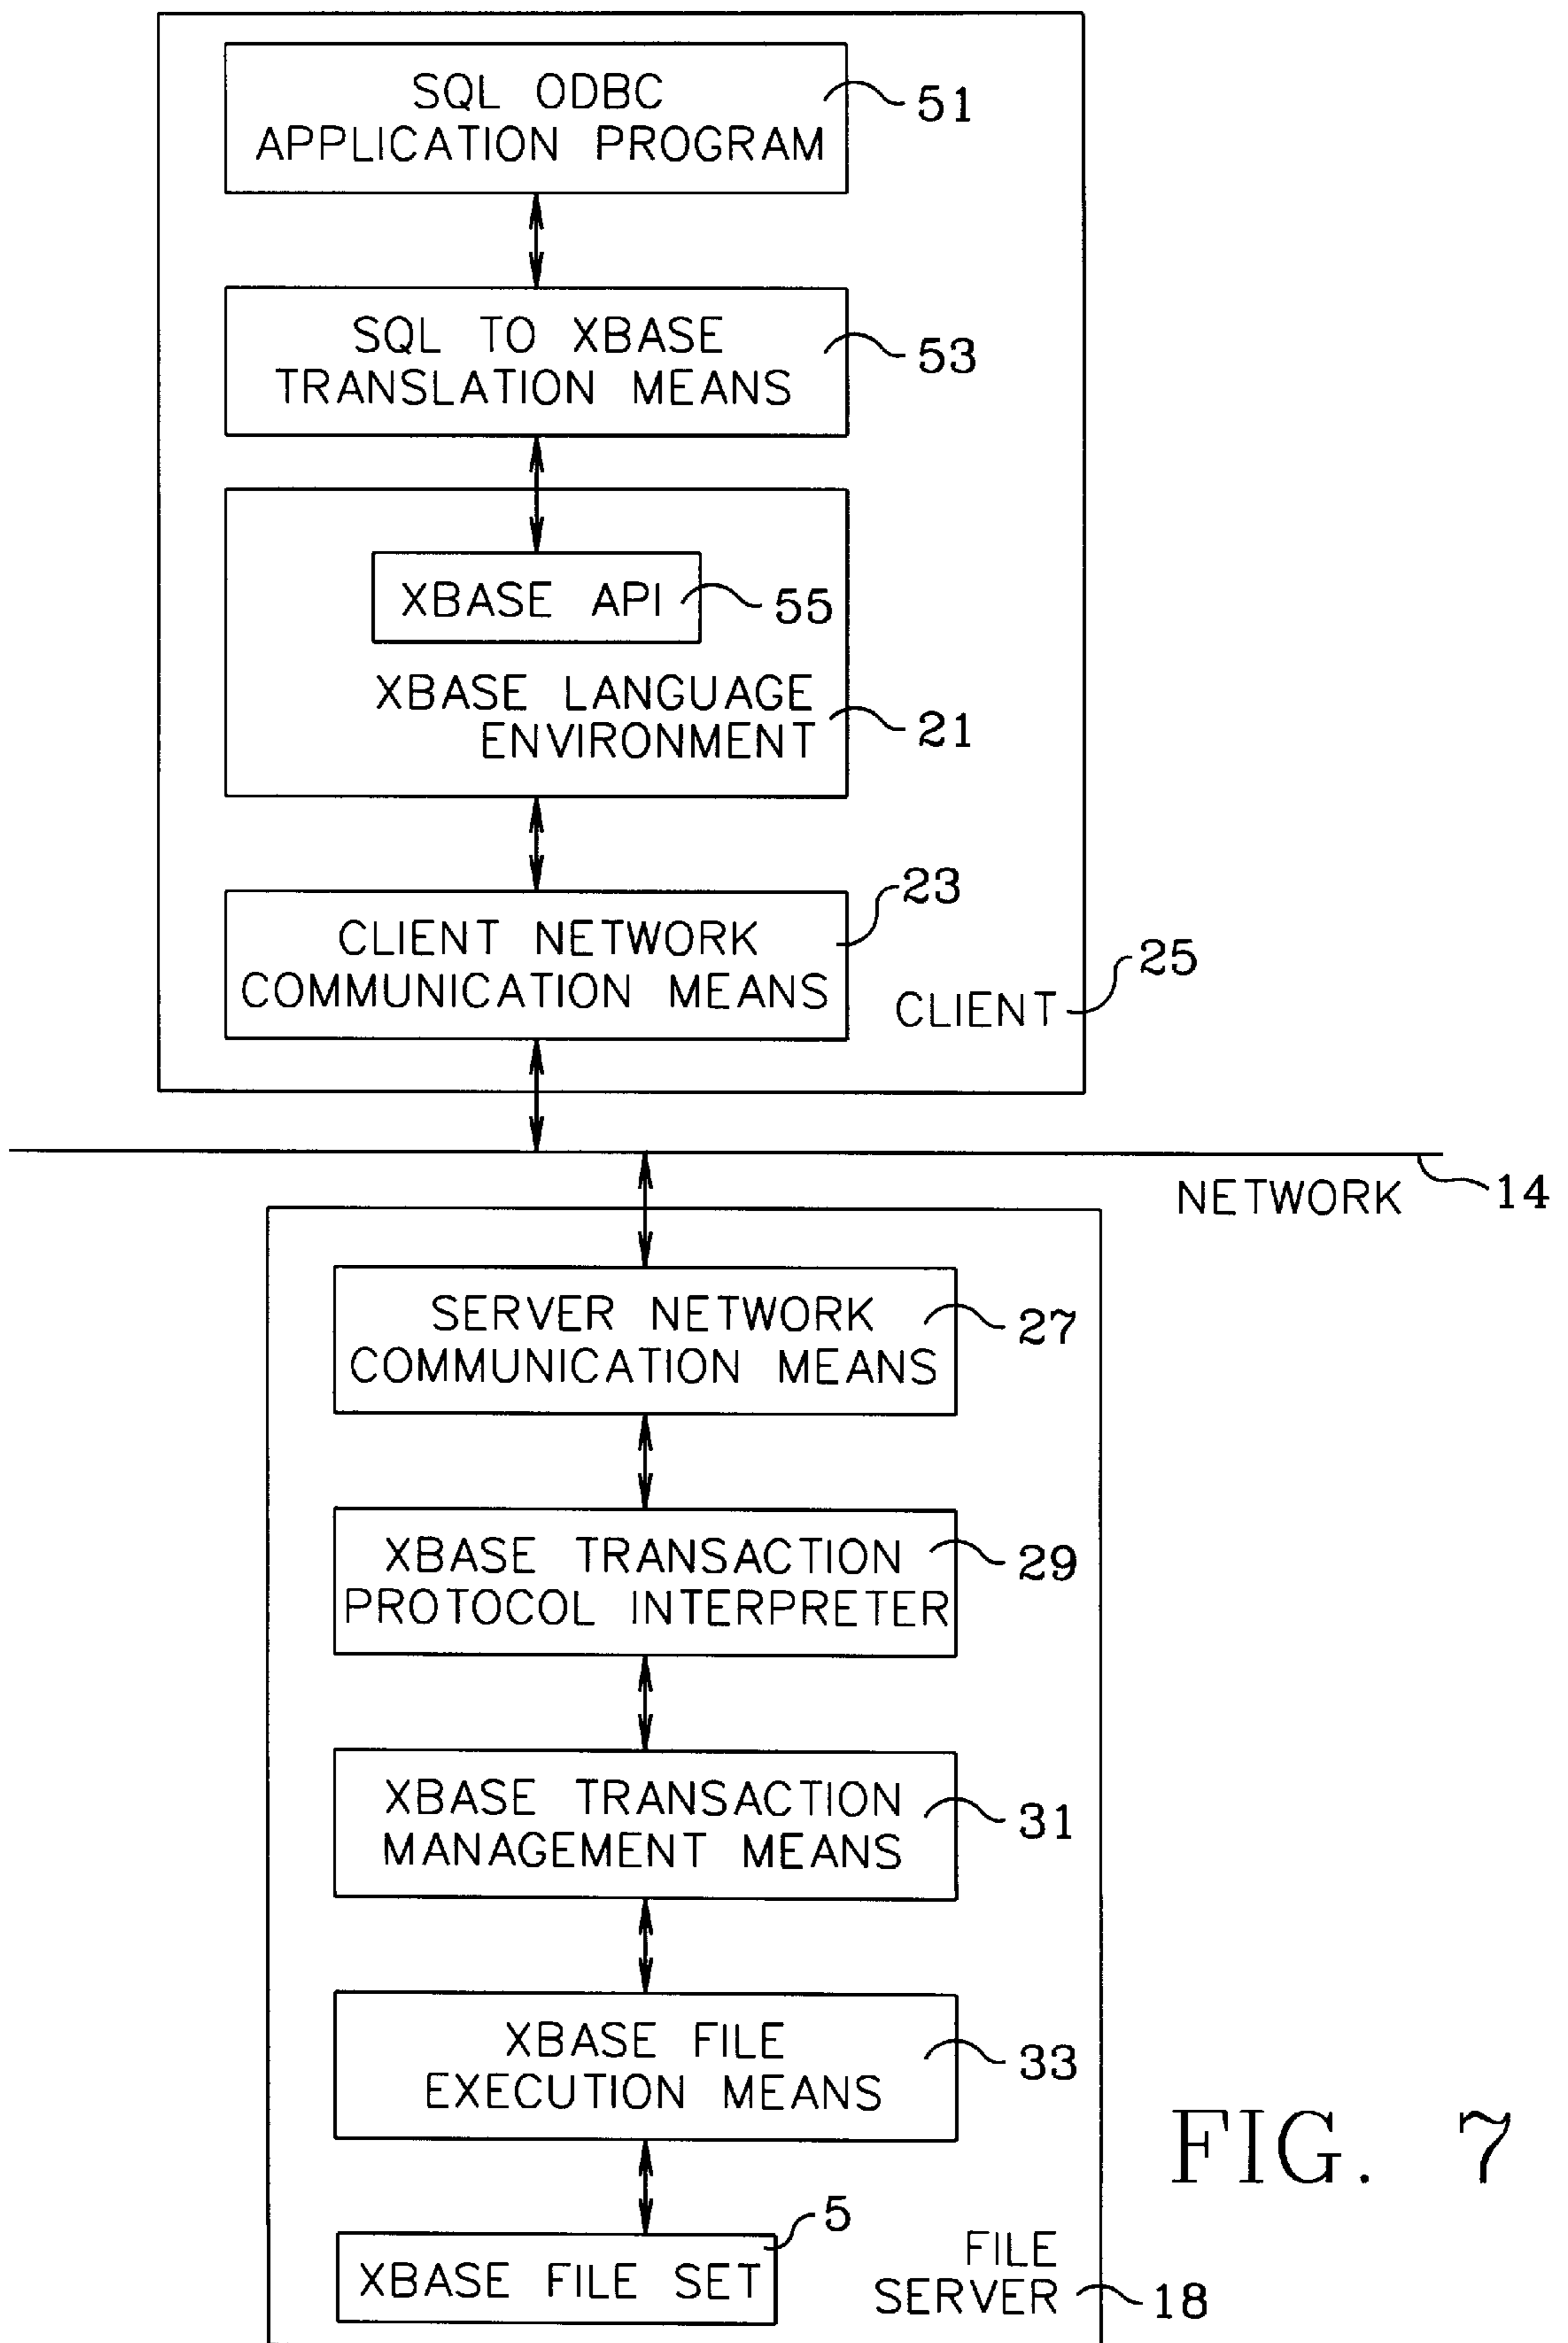 SQL ODBC
APPLICATION PROGRAM
51
SQL TO XBASE
TRANSLATION MEANS
53
XBASE API
55
XBASE LANGUAGE
ENVIRONMENT
21
23
CLIENT NETWORK
COMMUNICATION MEANS
25
CLIENT
14
NETWORK
SERVER NETWORK
COMMUNICATION MEANS
27
XBASE TRANSACTION
PROTOCOL INTERPRETER
29
XBASE TRANSACTION
MANAGEMENT MEANS
31
XBASE FILE
EXECUTION MEANS
33
FIG. 7
5
XBASE FILE SET
FILE
SERVER
18